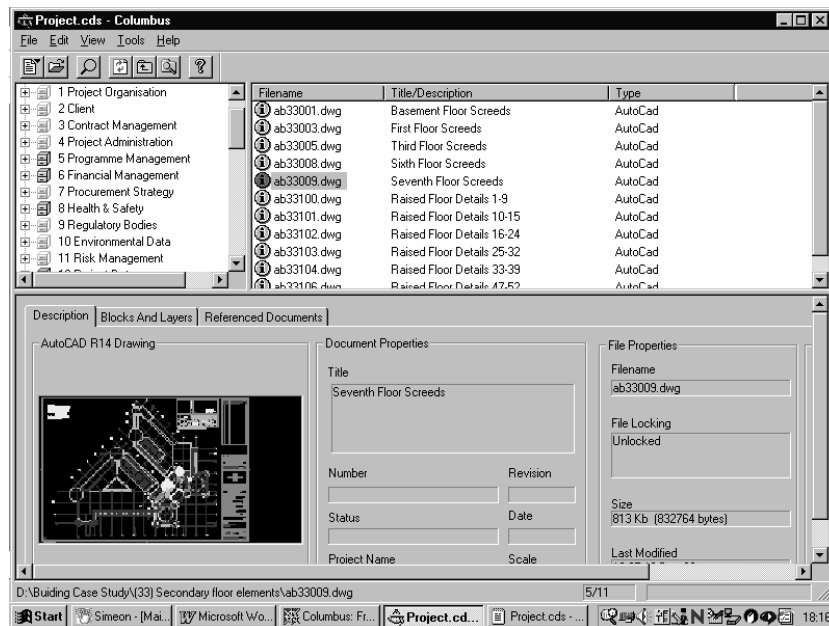 Project.cds - Columbus
File Edit View Tools Help
1 Project Organisation
2 Client
3 Contract Management
4 Project Administration
5 Programme Management
6 Financial Management
7 Procurement Strategy
8 Health & Safety
9 Regulatory Bodies
10 Environmental Data
11 Risk Management
Filename Title/Description Type
ab33001.dwg Basement Floor Screeds AutoCad
ab33003.dwg First Floor Screeds AutoCad
ab33005.dwg Third Floor Screeds AutoCad
ab33008.dwg Sixth Floor Screeds AutoCad
ab33009.dwg Seventh Floor Screeds AutoCad
ab33100.dwg Raised Floor Details 1-9 AutoCad
ab33101.dwg Raised Floor Details 10-15 AutoCad
ab33102.dwg Raised Floor Details 16-24 AutoCad
ab33103.dwg Raised Floor Details 25-32 AutoCad
ab33104.dwg Raised Floor Details 33-39 AutoCad
ab33106.dwg Raised Floor Details 47-52 AutoCad
Description Blocks And Layers Referenced Documents
AutoCAD R14 Drawing
Document Properties
Title
Seventh Floor Screeds
Number Revision
Status Date
Project Name Scale
File Properties
Filename
ab33009.dwg
File Locking
Unlocked
Size
813 Kb (832764 bytes)
Last Modified
D:\Buiding Case Study\(33) Secondary floor elements\ab33009.dwg 5/11
Start Simeon - [Mai... Microsoft Wo... Columbus: Fr... Project.cd... Project.cds - ... 18:16